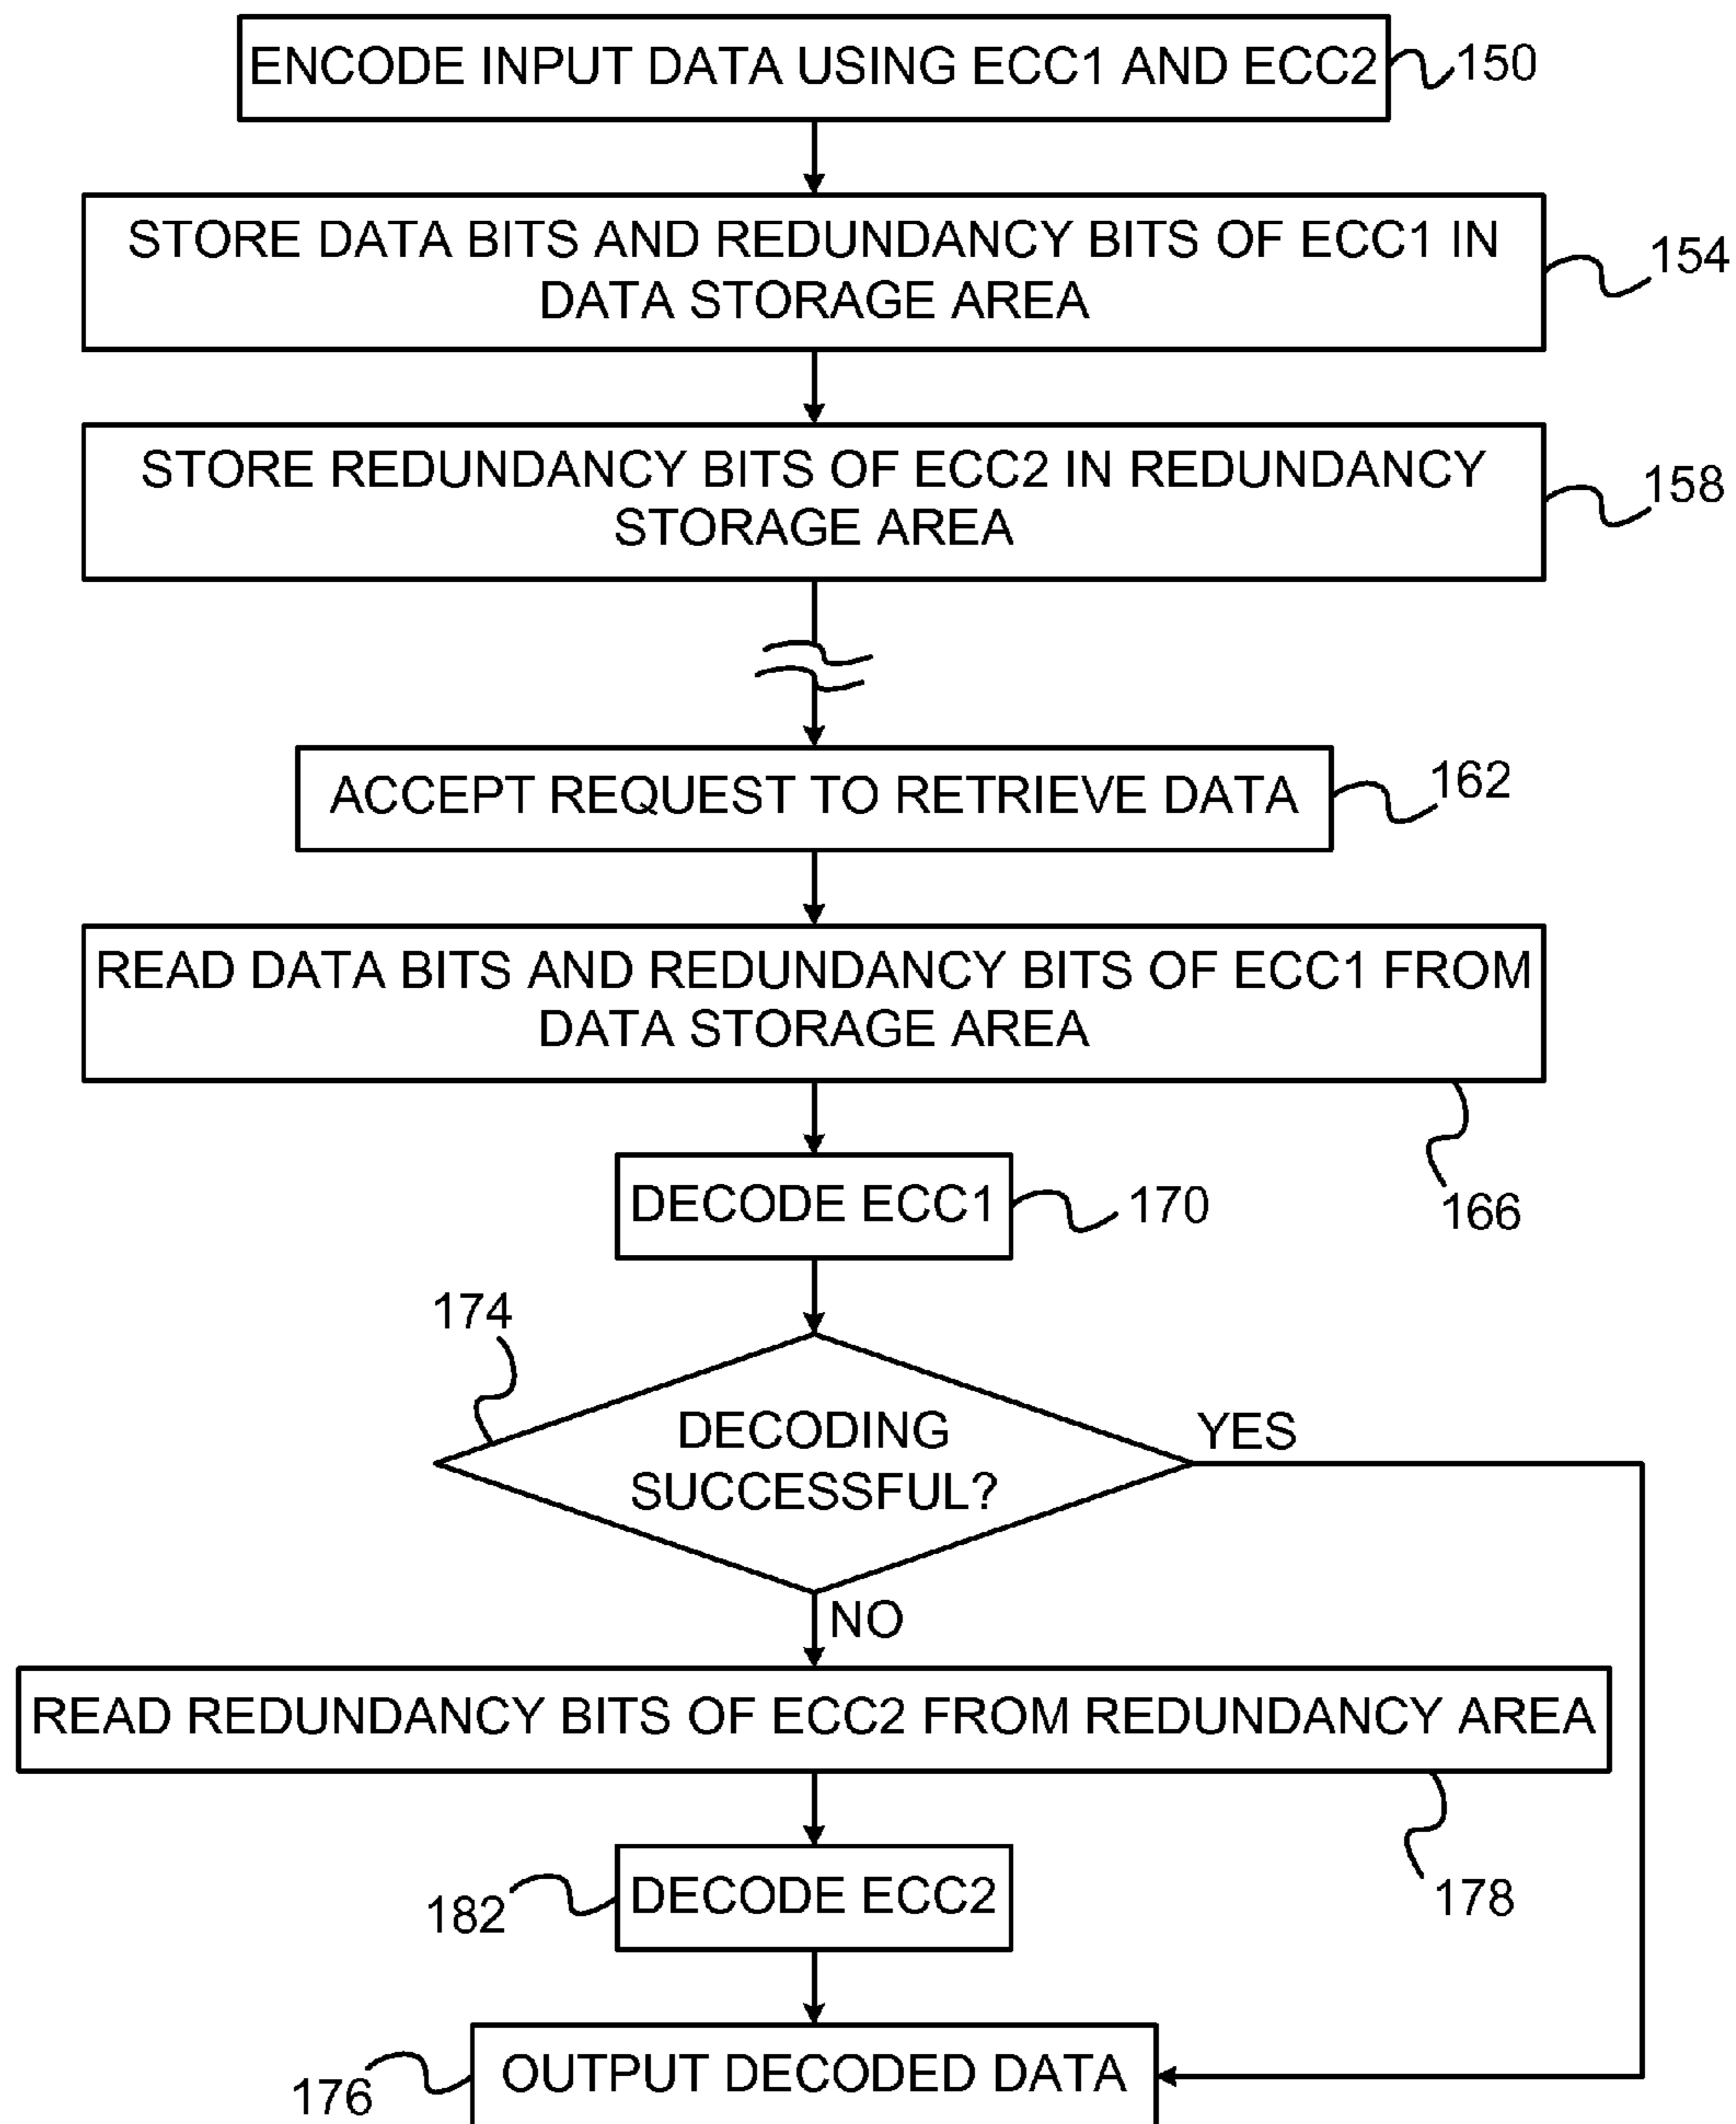 ENCODE INPUT DATA USING ECC1 AND ECC2
150
STORE DATA BITS AND REDUNDANCY BITS OF ECC1 IN
DATA STORAGE AREA
154
STORE REDUNDANCY BITS OF ECC2 IN REDUNDANCY
STORAGE AREA
158
ACCEPT REQUEST TO RETRIEVE DATA
162
READ DATA BITS AND REDUNDANCY BITS OF ECC1 FROM
DATA STORAGE AREA
166
DECODE ECC1
170
174
DECODING
SUCCESSFUL?
YES
NO
READ REDUNDANCY BITS OF ECC2 FROM REDUNDANCY AREA
178
DECODE ECC2
182
OUTPUT DECODED DATA
176